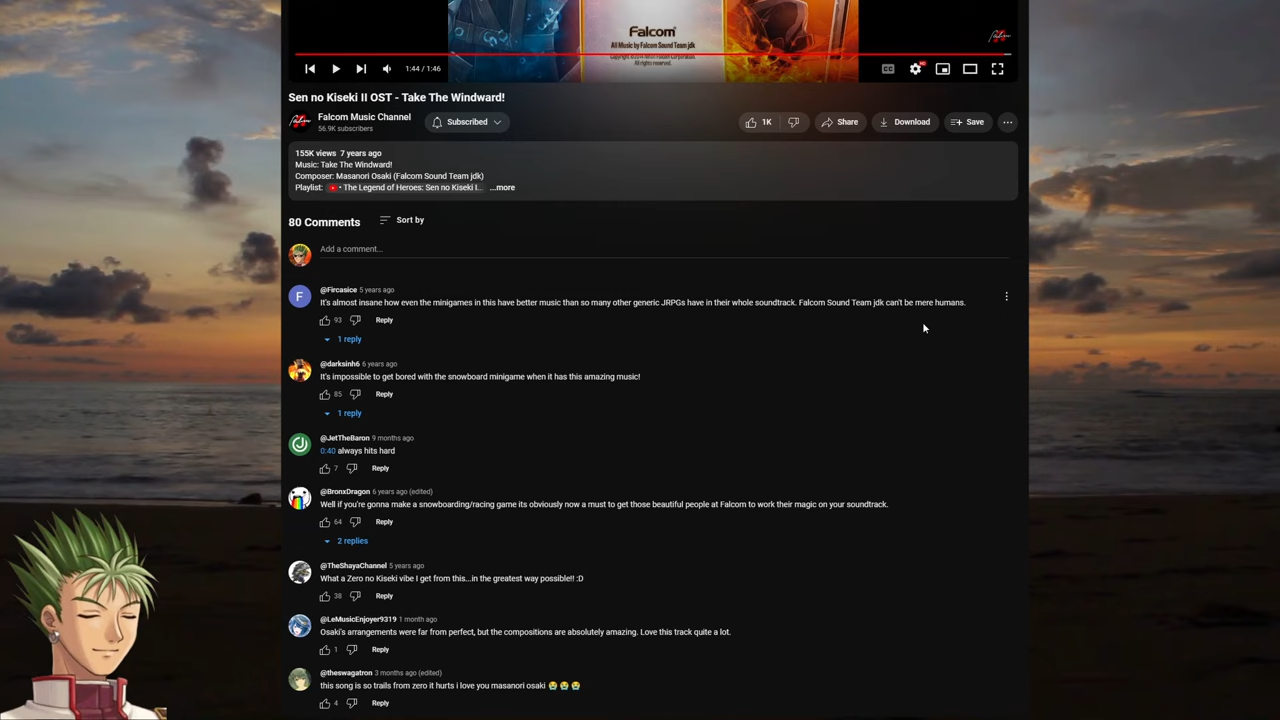 Falcom
All Music by Falcom Sound Team jdk
All rights reserved.
1:44 / 1:46
Sen no Kiseki II OST - Take The Windward!
Falcom Music Channel
56.9K subscribers
Subscribed
1K
Share
Download
Save
155K views 7 years ago
Music: Take The Windward!
Composer: Masanori Osaki (Falcom Sound Team jdk)
Playlist: • The Legend of Heroes: Sen no Kiseki I... ...more
80 Comments
Sort by
Add a comment...
F
@Fircasice 5 years ago
It's almost insane how even the minigames in this have better music than so many other generic JRPGs have in their whole soundtrack. Falcom Sound Team jdk can't be mere humans.
93 Reply
1 reply
@darksinh6 6 years ago
It's impossible to get bored with the snowboard minigame when it has this amazing music!
85 Reply
1 reply
@JetTheBaron 9 months ago
0:40 always hits hard
7 Reply
@BronxDragon 6 years ago (edited)
Well if you're gonna make a snowboarding/racing game its obviously now a must to get those beautiful people at Falcom to work their magic on your soundtrack.
64 Reply
2 replies
@TheShayaChannel 5 years ago
What a Zero no Kiseki vibe I get from this...in the greatest way possible!! :D
38 Reply
@LeMusicEnjoyer9319 1 month ago
Osaki's arrangements were far from perfect, but the compositions are absolutely amazing. Love this track quite a lot.
1 Reply
@theswagatron 3 months ago (edited)
this song is so trails from zero it hurts i love you masanori osaki 😭😭😭
4 Reply